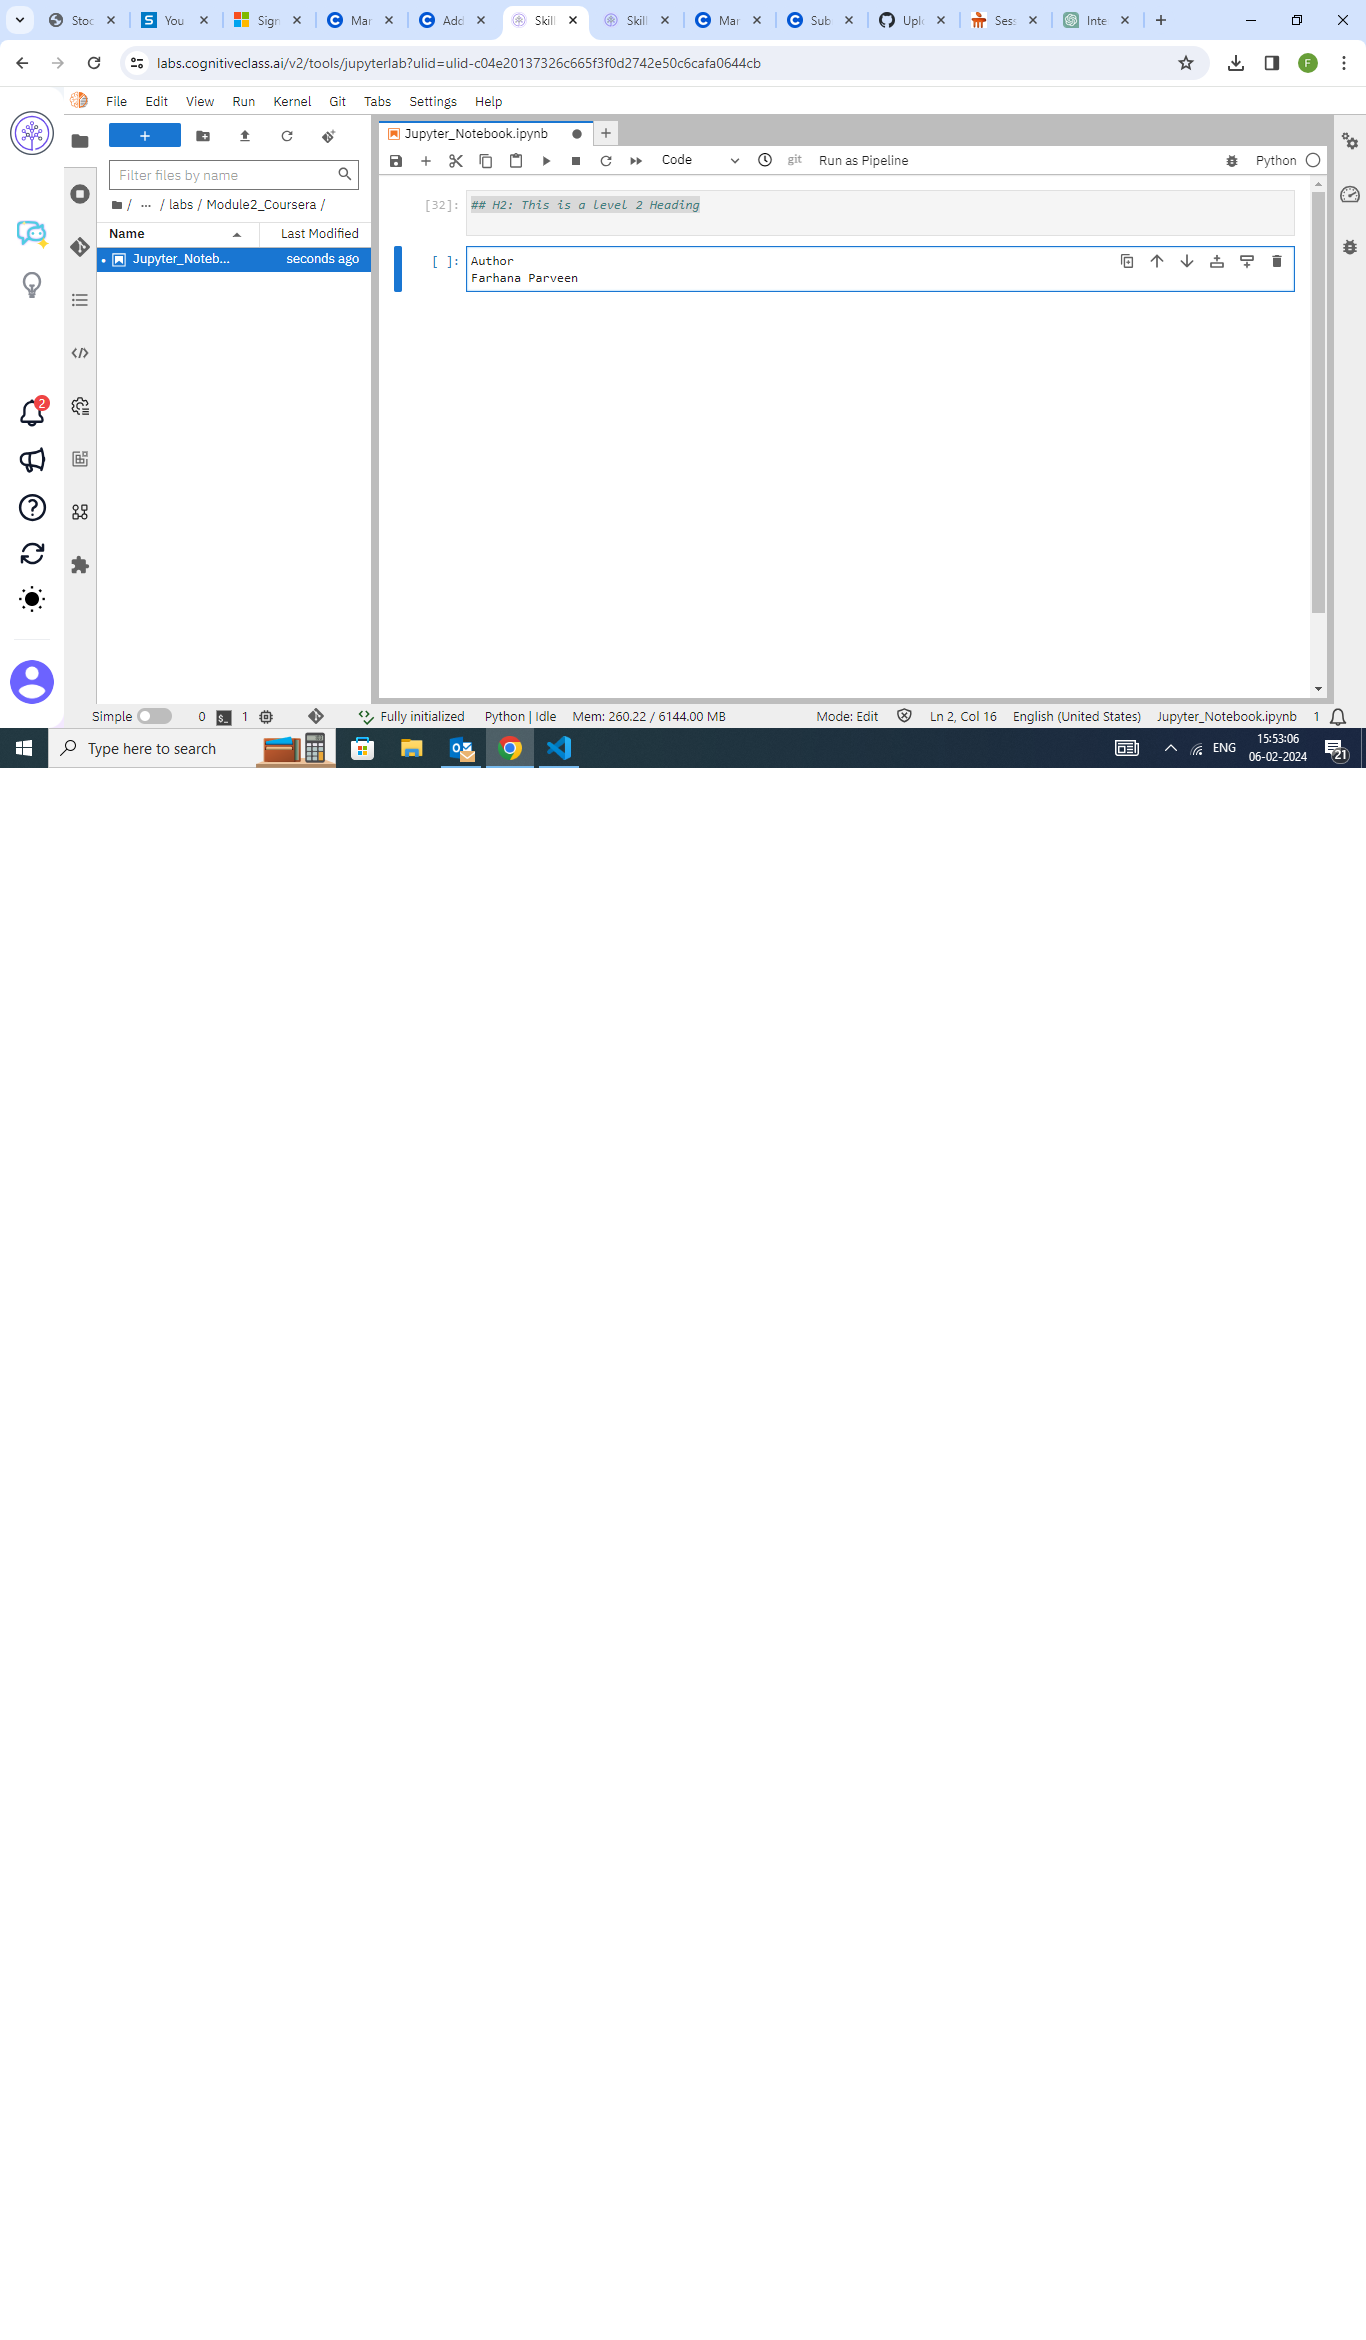 Stoc
You
Sign
Mar
Add
Skill
Skill
Mar
Sub
Uplo
Sess
Inte
labs.cognitiveclass.ai/v2/tools/jupyterlab?ulid=ulid-c04e20137326c665f3f0d2742e50c6cafa0644cb
F
File Edit View Run Kernel Git Tabs Settings Help
Jupyter_Notebook.ipynb
Code
git
Run as Pipeline
Python
Filter files by name
/ ... / labs / Module2_Coursera /
Name Last Modified
Jupyter_Noteb... seconds ago
[32]: ## H2: This is a level 2 Heading
[ ]: Author
Farhana Parveen
2
Simple 0 1 Fully initialized Python | Idle Mem: 260.22 / 6144.00 MB Mode: Edit Ln 2, Col 16 English (United States) Jupyter_Notebook.ipynb 1
Type here to search
ENG
15:53:06
06-02-2024
21